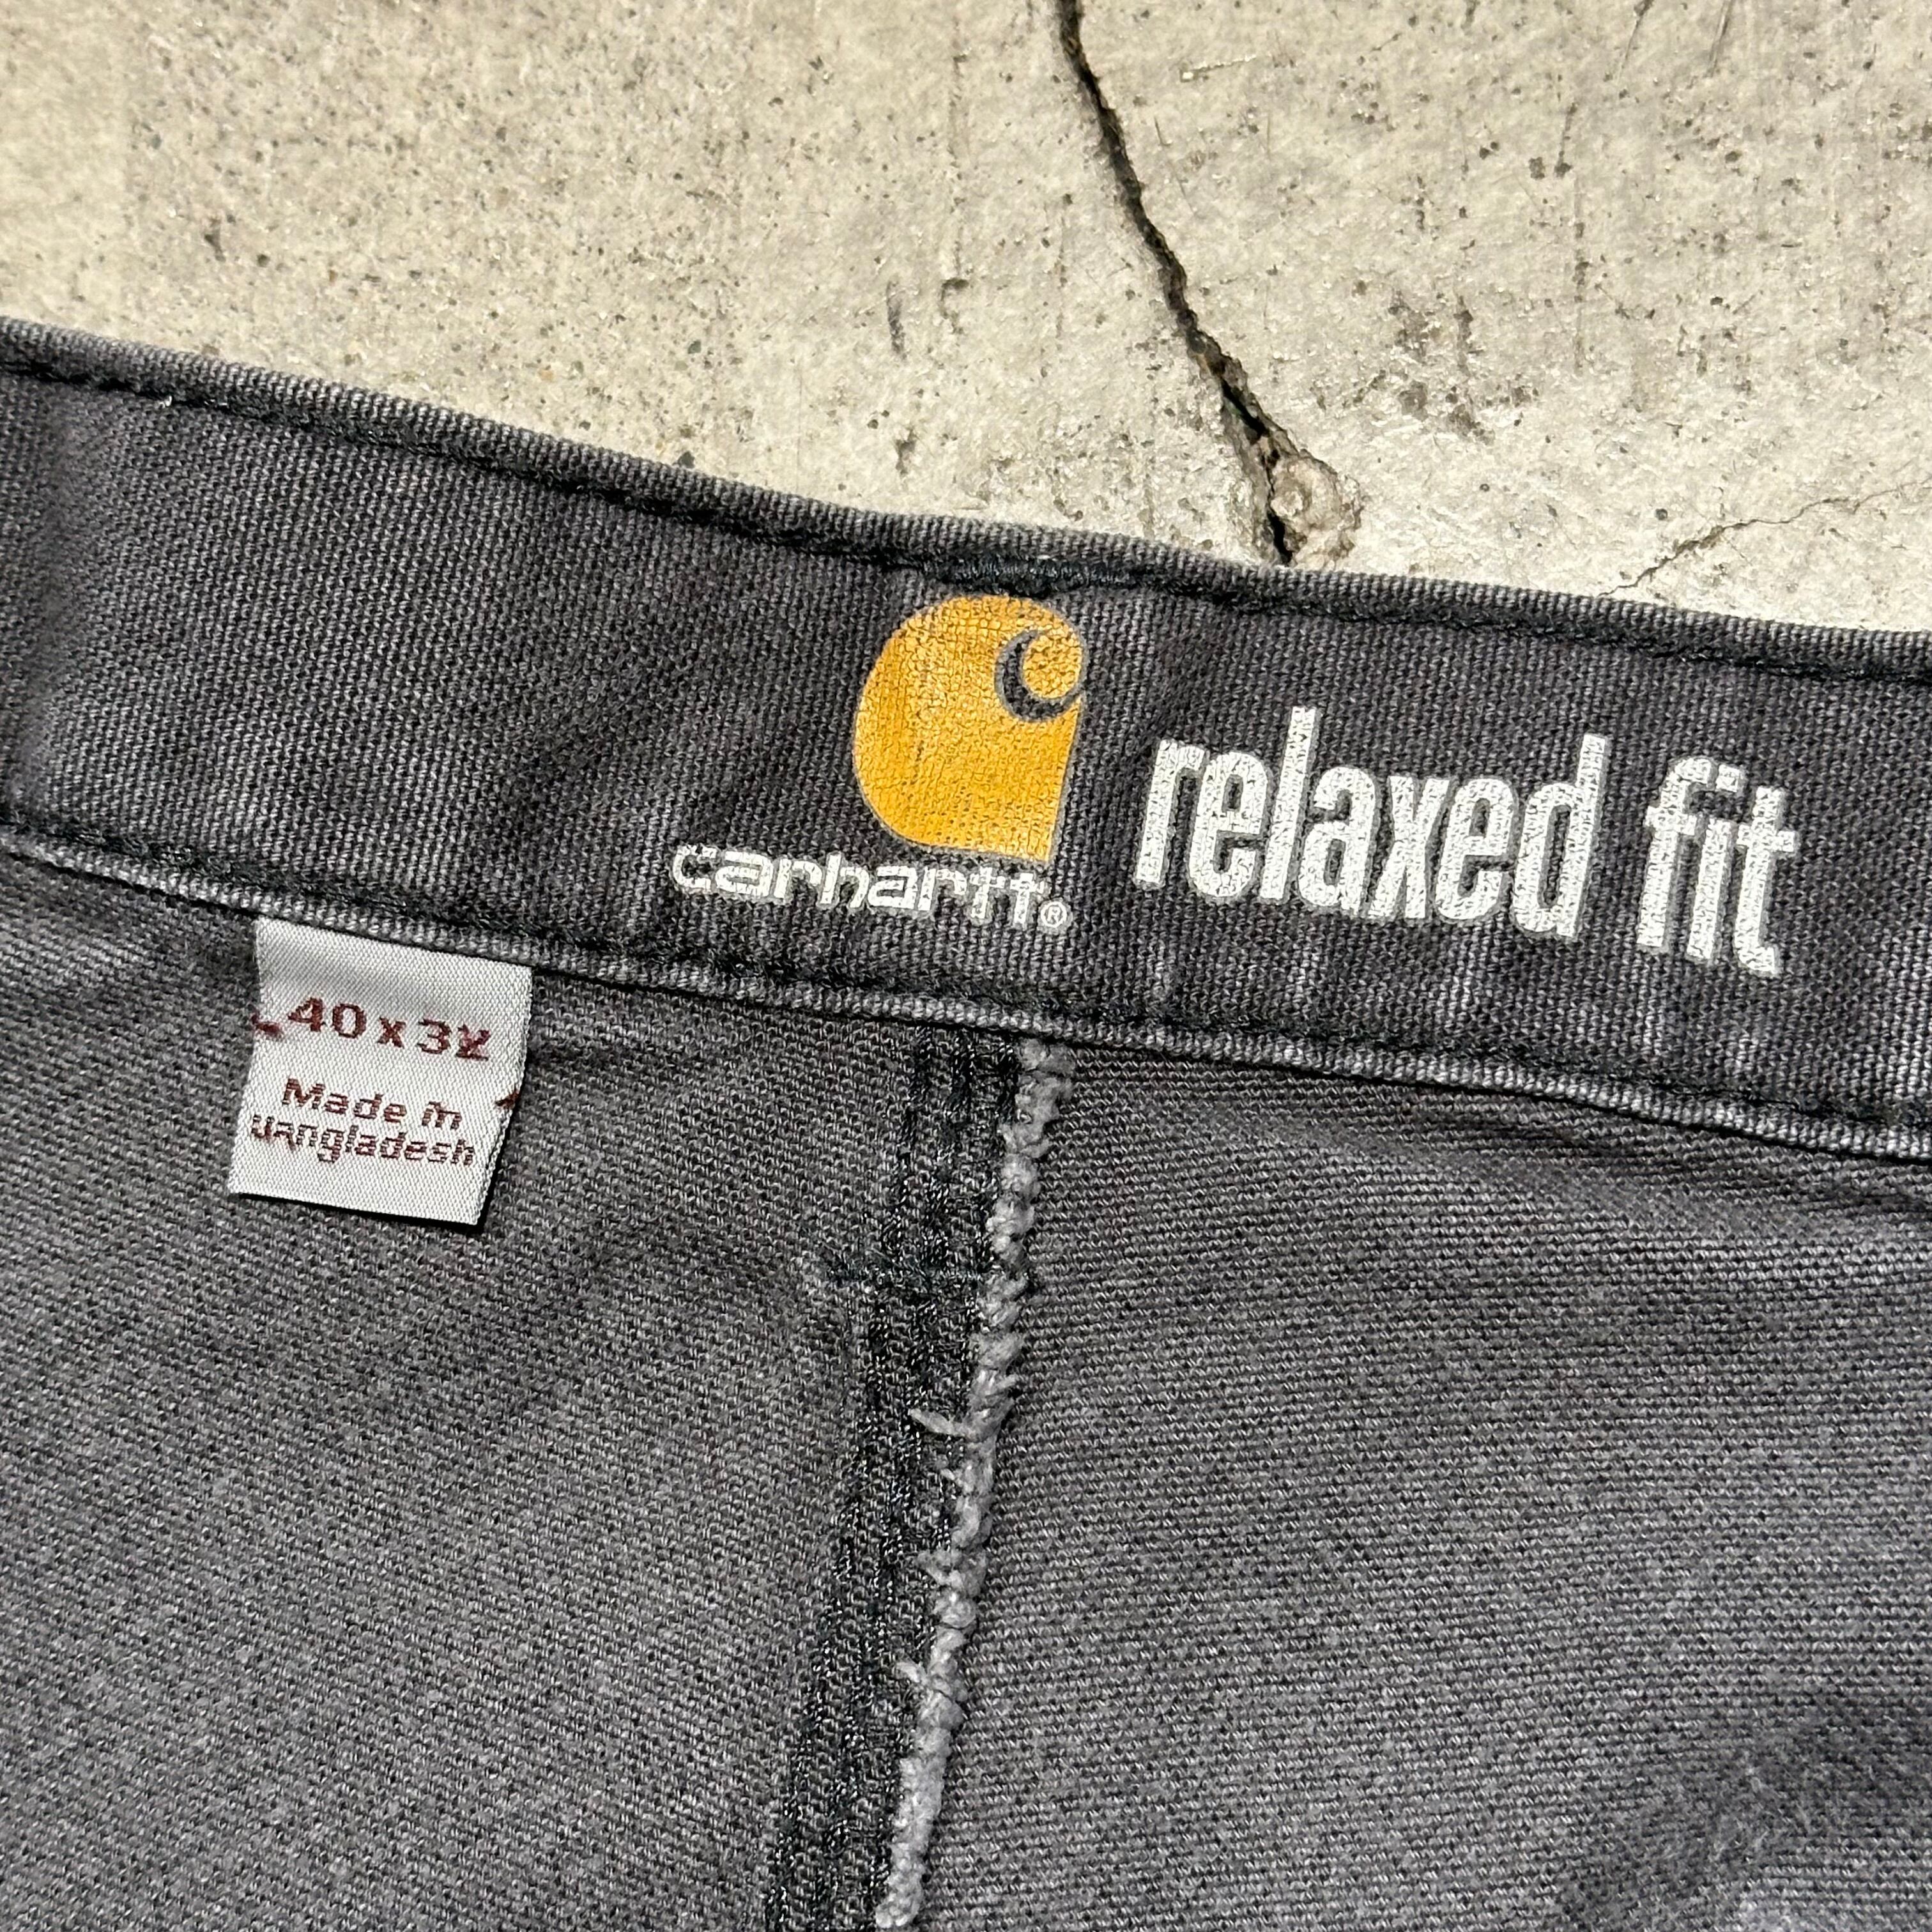 carhartt®
relaxed fit
40 x 32
Made in
Bangladesh